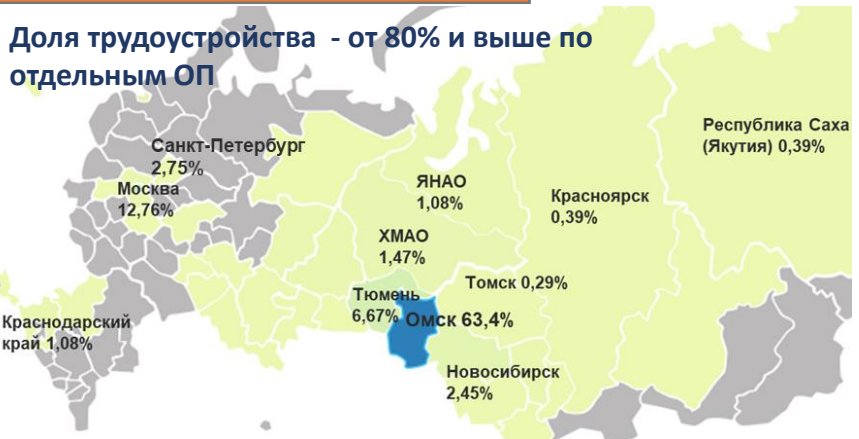 Доля трудоустройства - от 80% и выше по
отдельным ОП
Республика Саха
(Якутия) 0,39%
Санкт-Петербург
2,75%
Москва
12,76%
ЯНАО
1,08%
Красноярск
0,39%
ХМАО
1,47%
Томск 0,29%
Тюмень
6,67%
Омск 63,4%
Краснодарский
край 1,08%
Новосибирск
2,45%